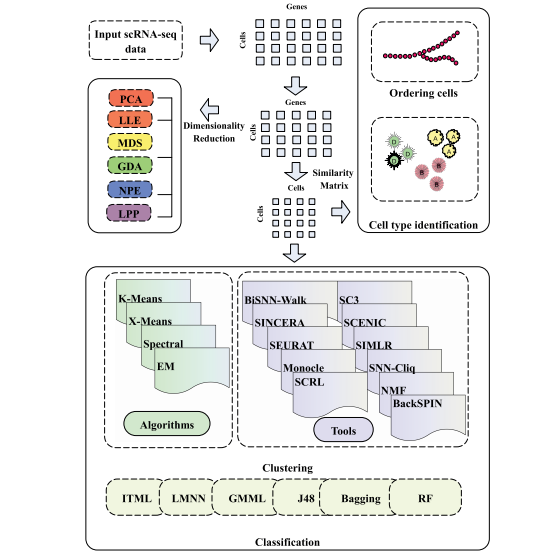 Genes
Input scRNA-seq
data
Cells
Ordering cells
PCA
LLE
MDS
GDA
NPE
LPP
Dimensionality
Reduction
Genes
Cells
Similarity
Matrix
D
D
D
A
A
A
B
B
B
Cell type identification
Cells
Cells
K-Means
X-Means
Spectral
EM
Algorithms
BiSNN-Walk
SINCERA
SEURAT
Monocle
SCRL
SC3
SCENIC
SIMLR
SNN-Cliq
NMF
BackSPIN
Tools
Clustering
ITML
LMNN
GMML
J48
Bagging
RF
Classification